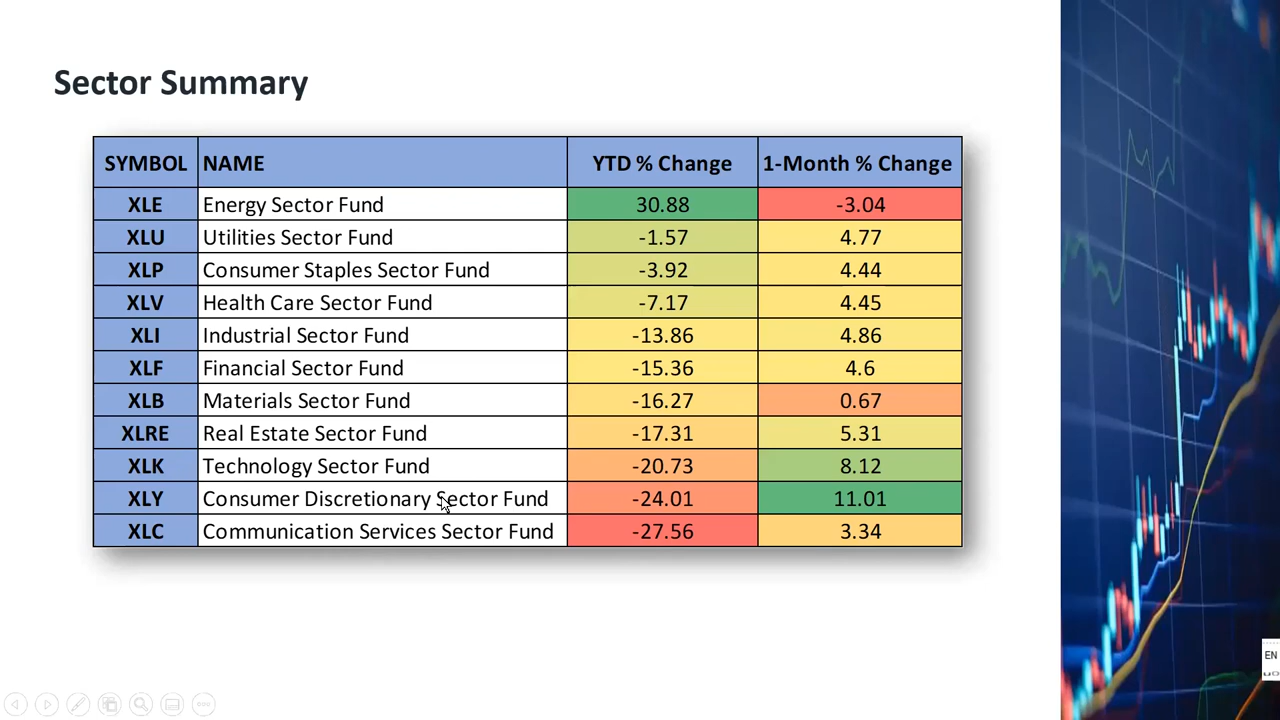 Sector Summary
SYMBOL NAME YTD % Change 1-Month % Change
XLE Energy Sector Fund 30.88 -3.04
XLU Utilities Sector Fund -1.57 4.77
XLP Consumer Staples Sector Fund -3.92 4.44
XLV Health Care Sector Fund -7.17 4.45
XLI Industrial Sector Fund -13.86 4.86
XLF Financial Sector Fund -15.36 4.6
XLB Materials Sector Fund -16.27 0.67
XLRE Real Estate Sector Fund -17.31 5.31
XLK Technology Sector Fund -20.73 8.12
XLY Consumer Discretionary Sector Fund -24.01 11.01
XLC Communication Services Sector Fund -27.56 3.34
EN